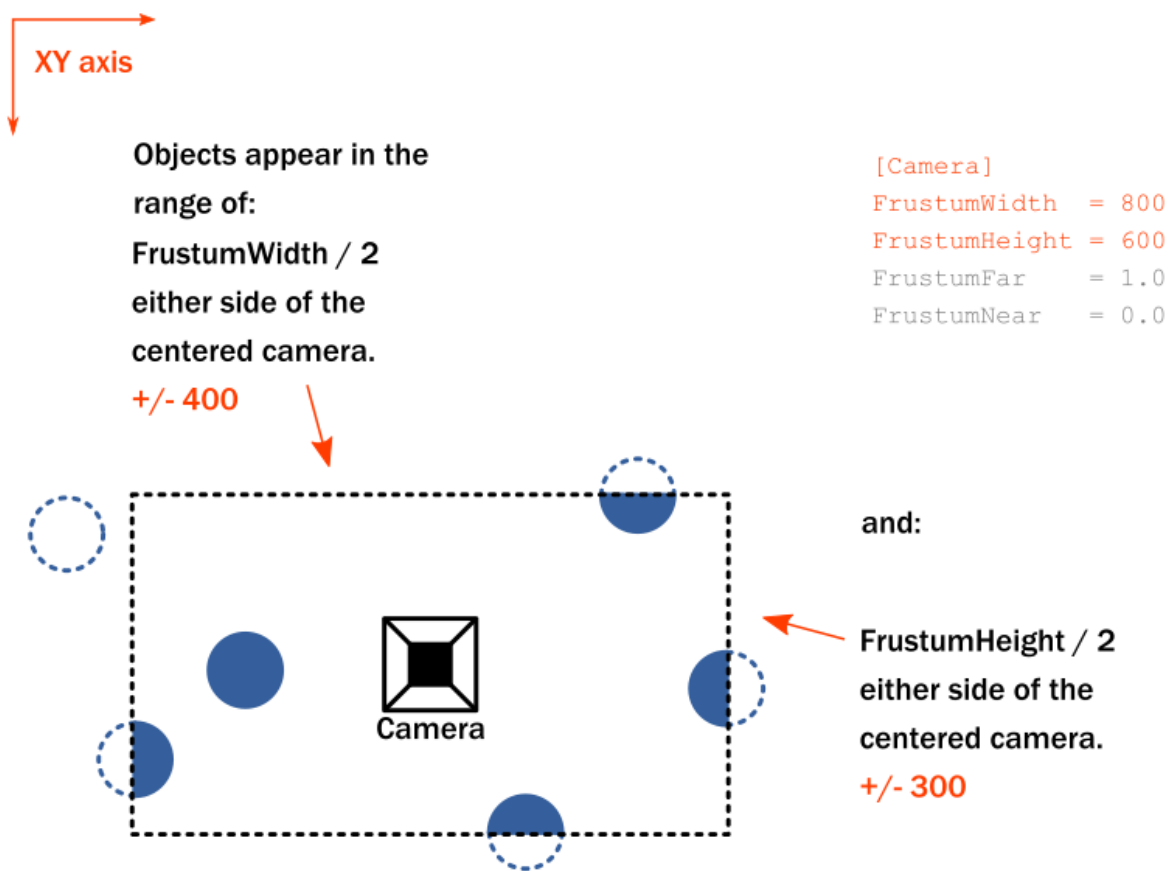 XY axis
Objects appear in the
range of:
FrustumWidth / 2
either side of the
centered camera.
+/- 400
[Camera]
FrustumWidth  = 800
FrustumHeight = 600
FrustumFar    = 1.0
FrustumNear   = 0.0
and:
FrustumHeight / 2
either side of the
centered camera.
+/- 300
Camera